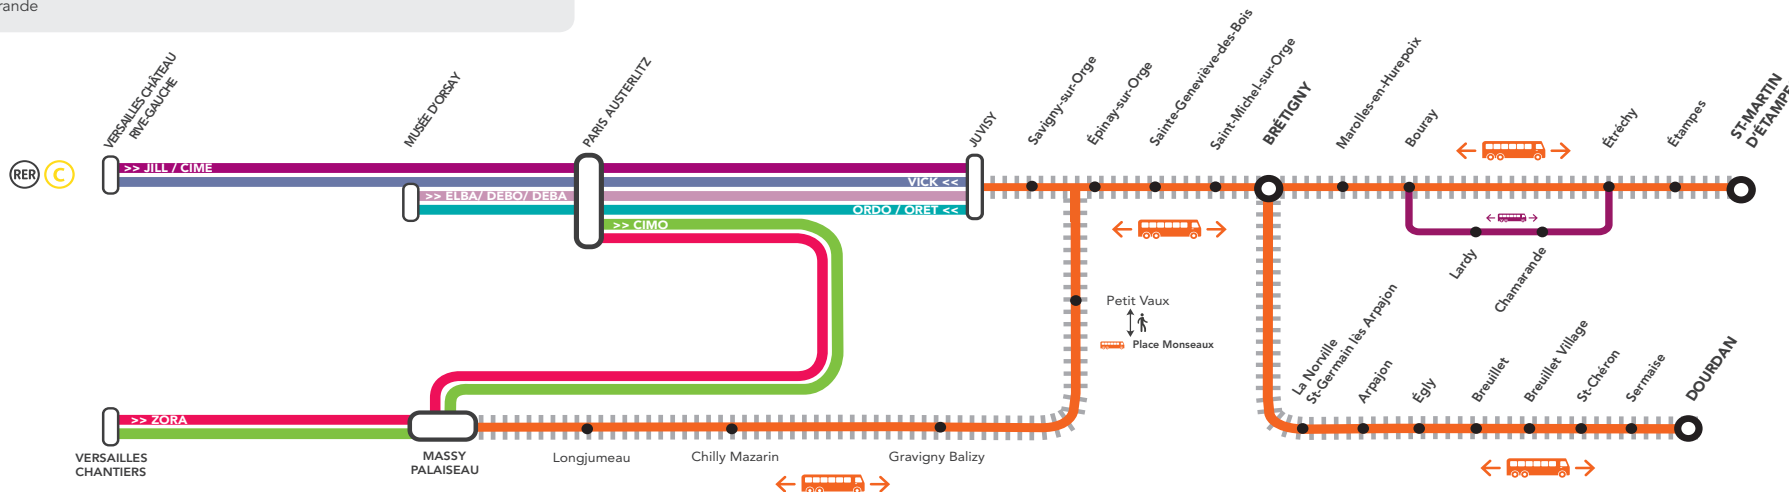 rande
VERSAILLES CHÂTEAU
RIVE-GAUCHE
MUSÉE D'ORSAY
PARIS AUSTERLITZ
JUVISY
Savigny-sur-Orge
Épinay-sur-Orge
Sainte-Geneviève-des-Bois
Saint-Michel-sur-Orge
BRÉTIGNY
Marolles-en-Hurepoix
Bouray
Étréchy
Étampes
ST-MARTIN
D'ÉTAMPE
RER C
>> JILL / CIME
VICK <<
>> ELBA/ DEBO/ DEBA
ORDO / ORET <<
>> CIMO
Lardy
Chamarande
Petit Vaux
Place Monseaux
La Norville
St-Germain lès Arpajon
Arpajon
Égly
Breuillet
Breuillet Village
St-Chéron
Sermaise
DOURDAN
>> ZORA
VERSAILLES
CHANTIERS
MASSY
PALAISEAU
Longjumeau
Chilly Mazarin
Gravigny Balizy